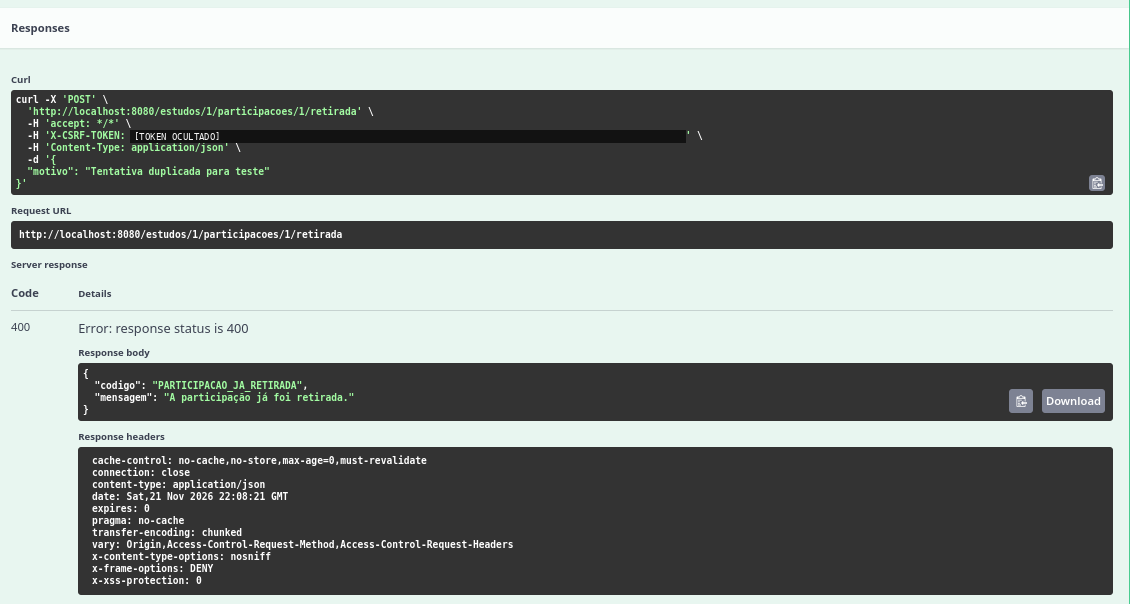 Responses
Curl
curl -X 'POST' \
'http://localhost:8080/estudos/1/participacoes/1/retirada' \
-H 'accept: */*' \
-H 'X-CSRF-TOKEN: [TOKEN OCULTADO] ' \
-H 'Content-Type: application/json' \
-d '{
"motivo": "Tentativa duplicada para teste"
}'
Request URL
http://localhost:8080/estudos/1/participacoes/1/retirada
Server response
Code Details
400 Error: response status is 400
Response body
{
"codigo": "PARTICIPACAO_JA_RETIRADA",
"mensagem": "A participação já foi retirada."
}
Download
Response headers
cache-control: no-cache,no-store,max-age=0,must-revalidate
connection: close
content-type: application/json
date: Sat,21 Nov 2026 22:08:21 GMT
expires: 0
pragma: no-cache
transfer-encoding: chunked
vary: Origin,Access-Control-Request-Method,Access-Control-Request-Headers
x-content-type-options: nosniff
x-frame-options: DENY
x-xss-protection: 0